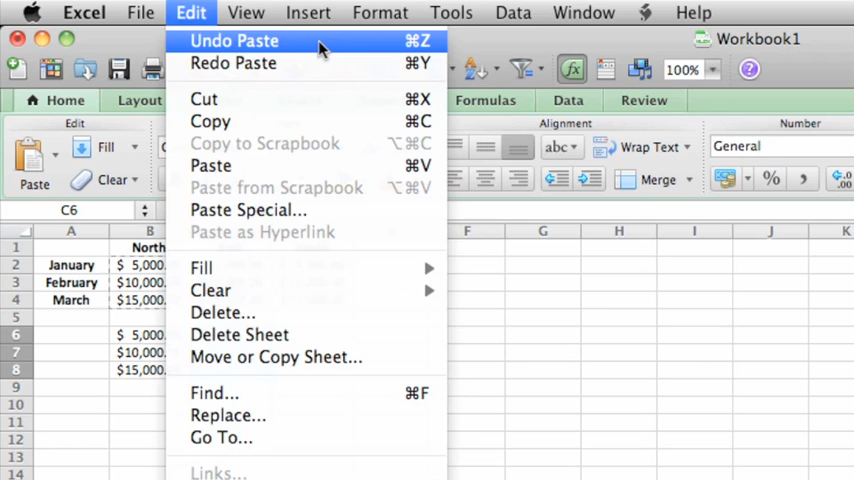 Excel File Edit View Insert Format Tools Data Window Help
Workbook1
Undo Paste ⌘Z
Redo Paste ⌘Y
Cut ⌘X
Copy ⌘C
Copy to Scrapbook ⌥⌘C
Paste ⌘V
Paste from Scrapbook ⌥⌘V
Paste Special...
Paste as Hyperlink
Fill
Clear
Delete...
Delete Sheet
Move or Copy Sheet...
Find... ⌘F
Replace...
Go To...
Links...
100%
Home Layout Formulas Data Review
Edit Alignment Number
Fill abc Wrap Text General
Paste Clear Merge % ,
C6
A B F G H I J K
1 North
2 January $ 5,000.
3 February $10,000.
4 March $15,000.
5
6 $ 5,000.
7 $10,000.
8 $15,000.
9
10
11
12
13
14